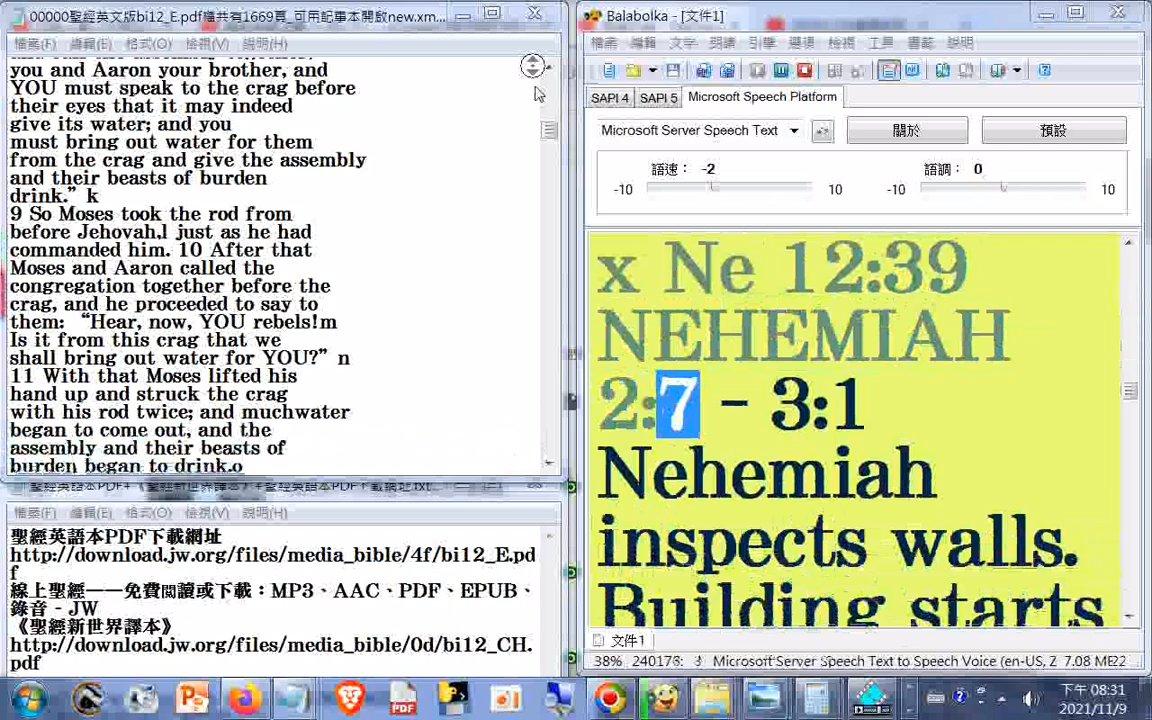 00000聖經英文版bi12_E.pdf檔共有1669頁_可用記事本開啟new.xm...
檔案(F) 編輯(E) 格式(O) 檢視(V) 說明(H)
you and Aaron your brother, and
YOU must speak to the crag before
their eyes that it may indeed
give its water; and you
must bring out water for them
from the crag and give the assembly
and their beasts of burden
drink.” k
9 So Moses took the rod from
before Jehovah,l just as he had
commanded him. 10 After that
Moses and Aaron called the
congregation together before the
crag, and he proceeded to say to
them: “Hear, now, YOU rebels!m
Is it from this crag that we
shall bring out water for YOU?” n
11 With that Moses lifted his
hand up and struck the crag
with his rod twice; and muchwater
began to come out, and the
assembly and their beasts of
burden began to drink.o
檔案(F) 編輯(E) 格式(O) 檢視(V) 說明(H)
聖經英語本PDF下載網址
http://download.jw.org/files/media_bible/4f/bi12_E.pd
f
線上聖經——免費閱讀或下載：MP3、AAC、PDF、EPUB、
錄音 - JW
《聖經新世界譯本》
http://download.jw.org/files/media_bible/0d/bi12_CH.
pdf
Balabolka - [文件1]
檔案 編輯 文字 朗讀 引擎 選項 檢視 工具 書籤 說明
SAPI 4 SAPI 5 Microsoft Speech Platform
Microsoft Server Speech Text 關於 預設
語速： -2 語調： 0
-10 10 -10 10
x Ne 12:39
NEHEMIAH
2:7 – 3:1
Nehemiah
inspects walls.
Building starts
文件1
38% Microsoft Server Speech Text to Speech Voice (en-US, Z 7.08 ME
PDF
下午 08:31
2021/11/9